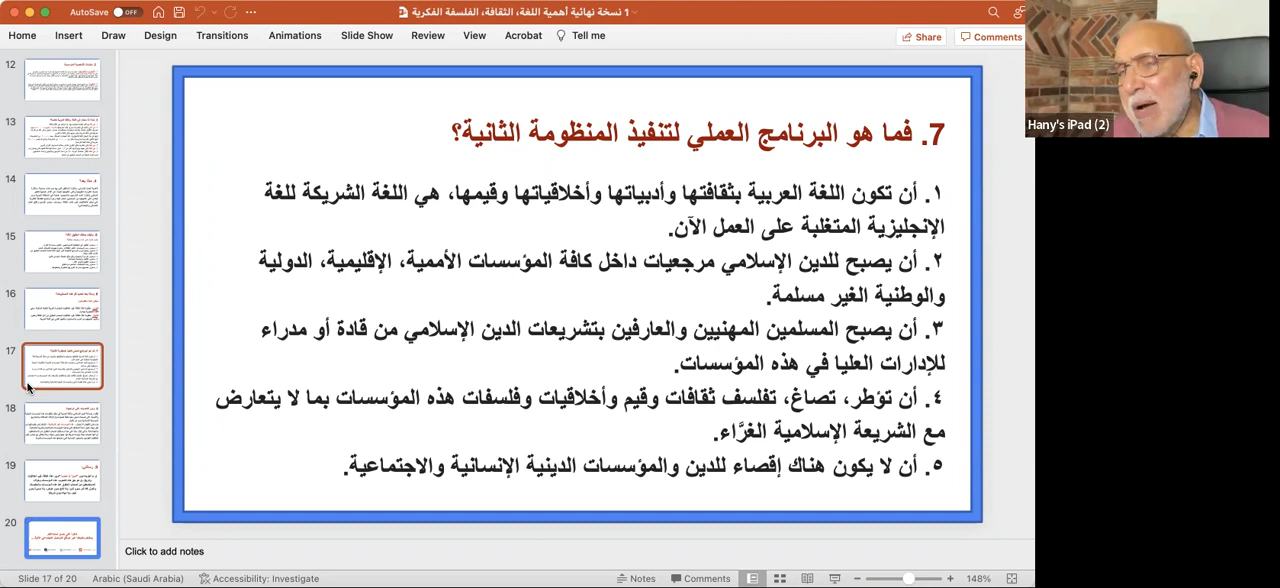 AutoSave OFF
1 نسخة نهائية أهمية اللغة، الثقافة، الفلسفة الفكرية
Home Insert Draw Design Transitions Animations Slide Show Review View Acrobat Tell me Share Comments
7. فما هو البرنامج العملي لتنفيذ المنظومة الثانية؟
١. أن تكون اللغة العربية بثقافتها وأدبياتها وأخلاقياتها وقيمها، هي اللغة الشريكة للغة
الإنجليزية المتغلبة على العمل الآن.
٢. أن يصبح للدين الإسلامي مرجعيات داخل كافة المؤسسات الأممية، الإقليمية، الدولية
والوطنية الغير مسلمة.
٣. أن يصبح المسلمين المهنيين والعارفين بتشريعات الدين الإسلامي من قادة أو مدراء
للإدارات العليا في هذه المؤسسات.
٤. أن تؤطر، تصاغ، تفلسف ثقافات وقيم وأخلاقيات وفلسفات هذه المؤسسات بما لا يتعارض
مع الشريعة الإسلامية الغرَّاء.
٥. أن لا يكون هناك إقصاء للدين والمؤسسات الدينية الإنسانية والاجتماعية.
Hany's iPad (2)
12
13
14
15
16
17
18
19
20
Click to add notes
Slide 17 of 20 Arabic (Saudi Arabia) Accessibility: Investigate Notes Comments 148%